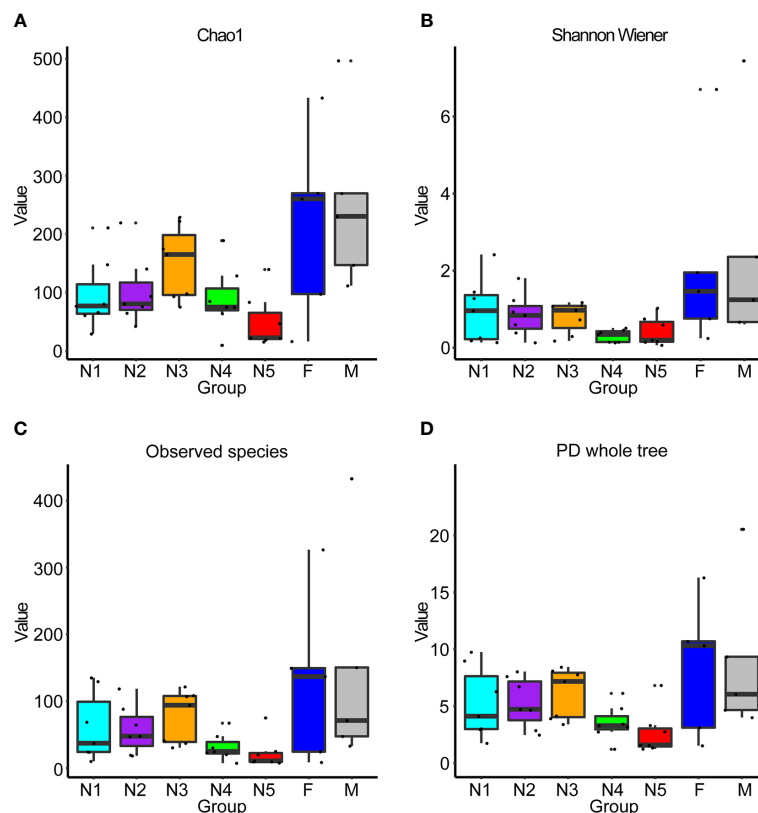 A
Chao1
500
400
300
200
100
0
Value
N1 N2 N3 N4 N5 F M
Group
B
Shannon Wiener
6
4
2
0
Value
N1 N2 N3 N4 N5 F M
Group
C
Observed species
400
300
200
100
0
Value
N1 N2 N3 N4 N5 F M
Group
D
PD whole tree
20
15
10
5
0
Value
N1 N2 N3 N4 N5 F M
Group